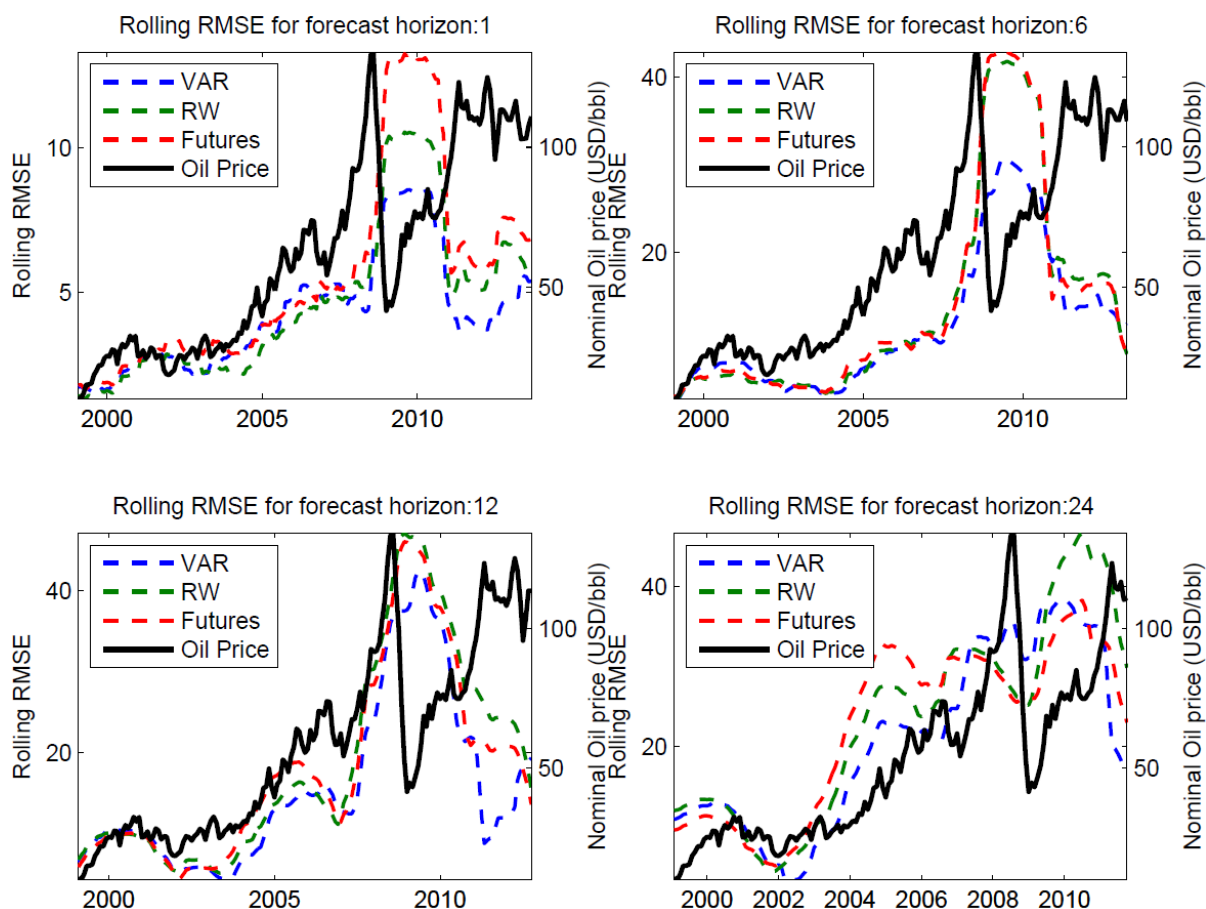 Rolling RMSE for forecast horizon:1
VAR
RW
Futures
Oil Price
Rolling RMSE
10
5
100
50
Nominal Oil price (USD/bbl)
2000
2005
2010
Rolling RMSE for forecast horizon:6
VAR
RW
Futures
Oil Price
Rolling RMSE
40
20
100
50
Nominal Oil price (USD/bbl)
2000
2005
2010
Rolling RMSE for forecast horizon:12
VAR
RW
Futures
Oil Price
Rolling RMSE
40
20
100
50
Nominal Oil price (USD/bbl)
2000
2005
2010
Rolling RMSE for forecast horizon:24
VAR
RW
Futures
Oil Price
Rolling RMSE
40
20
100
50
Nominal Oil price (USD/bbl)
2000
2002
2004
2006
2008
2010